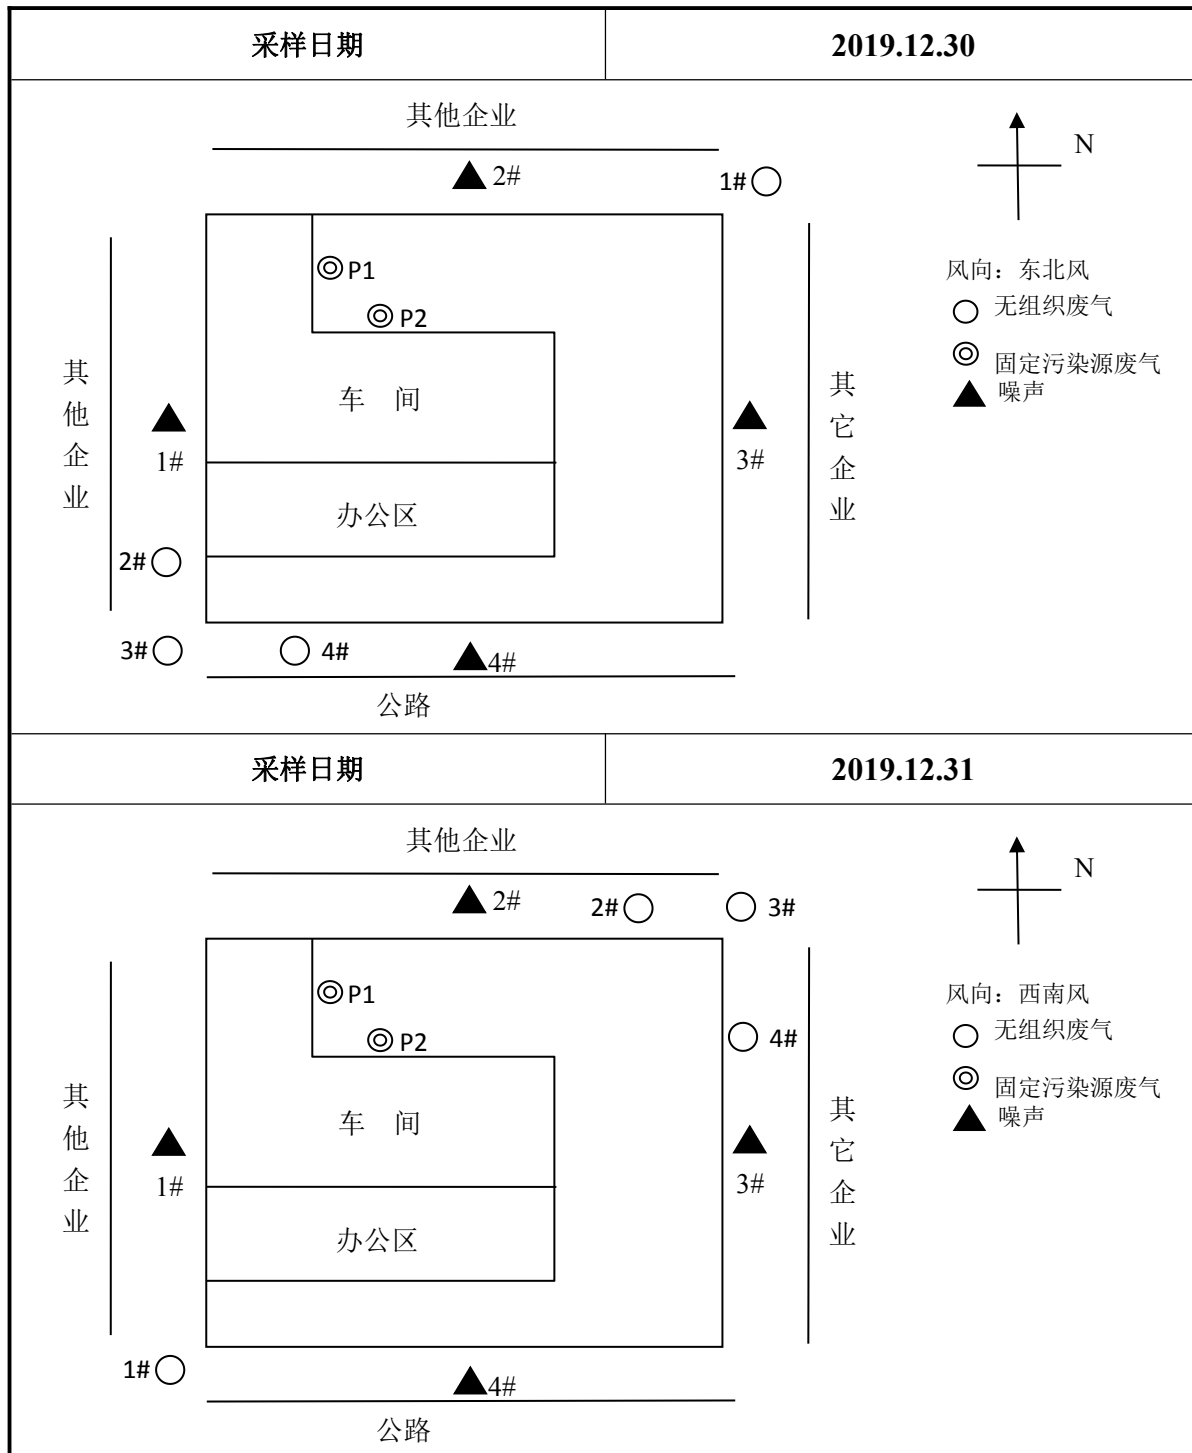 采样日期 2019.12.30
其他企业
N
2#
1#
P1
风向：东北风
无组织废气
P2
固定污染源废气
噪声
其他企业
车 间
其它企业
1#
3#
办公区
2#
3#
4#
4#
公路
采样日期 2019.12.31
其他企业
N
2#
2#
3#
P1
风向：西南风
无组织废气
P2
4#
固定污染源废气
噪声
其他企业
车 间
其它企业
1#
3#
办公区
1#
4#
公路